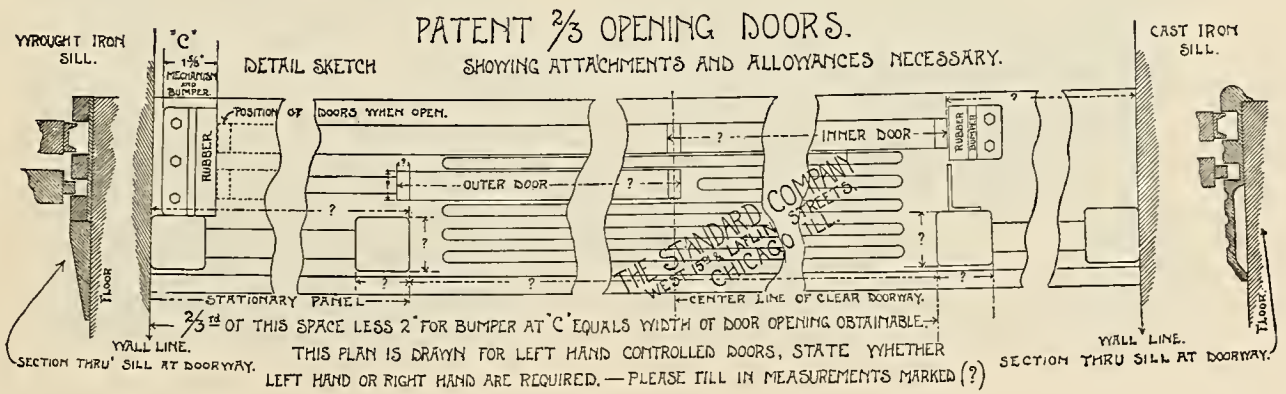 PATENT 2/3 OPENING DOORS.
SHOWING ATTACHMENTS AND ALLOWANCES NECESSARY.
DETAIL SKETCH
WROUGHT IRON
SILL.
"C"
1 5/8"
MECHANISM
AND
BUMPER.
CAST IRON
SILL.
POSITION OF DOORS WHEN OPEN.
RUBBER
?
INNER DOOR
?
RUBBER
BUMPER
?
OUTER DOOR
?
?
?
?
?
?
?
?
THE STANDARD COMPANY
WEST 15TH & LAFLIN STREETS.
CHICAGO ILL.
FLOOR
FLOOR
STATIONARY PANEL
CENTER LINE OF CLEAR DOORWAY.
2/3rd OF THIS SPACE LESS 2" FOR BUMPER AT "C" EQUALS WIDTH OF DOOR OPENING OBTAINABLE.
WALL LINE.
WALL LINE.
SECTION THRU' SILL AT DOORWAY.
SECTION THRU SILL AT DOORWAY.
THIS PLAN IS DRAWN FOR LEFT HAND CONTROLLED DOORS, STATE WHETHER
LEFT HAND OR RIGHT HAND ARE REQUIRED. — PLEASE FILL IN MEASUREMENTS MARKED (?)